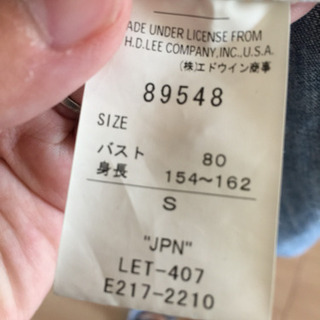 MADE UNDER LICENSE FROM
H.D.LEE COMPANY,INC.,U.S.A.
(株)エドウイン商事
89548
SIZE
バスト 80
身長 154～162
S
"JPN"
LET-407
E217-2210